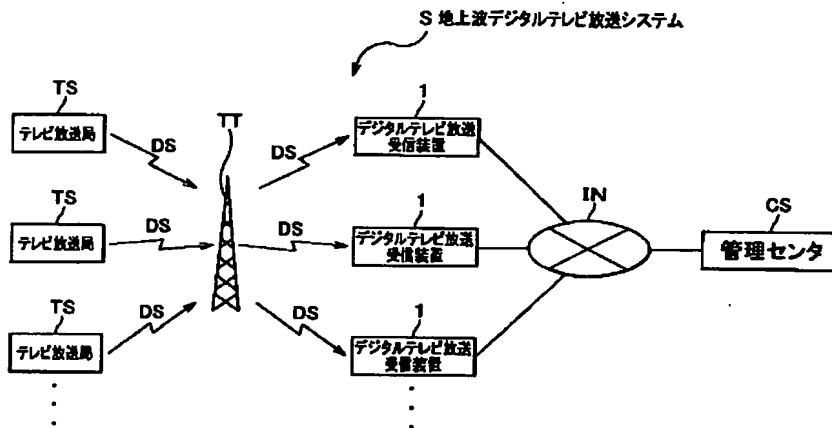 S 地上波デジタルテレビ放送システム
TS
テレビ放送局
DS
TT
DS
1
デジタルテレビ放送
受信装置
TS
テレビ放送局
DS
DS
1
デジタルテレビ放送
受信装置
IN
CS
管理センタ
TS
テレビ放送局
DS
DS
1
デジタルテレビ放送
受信装置